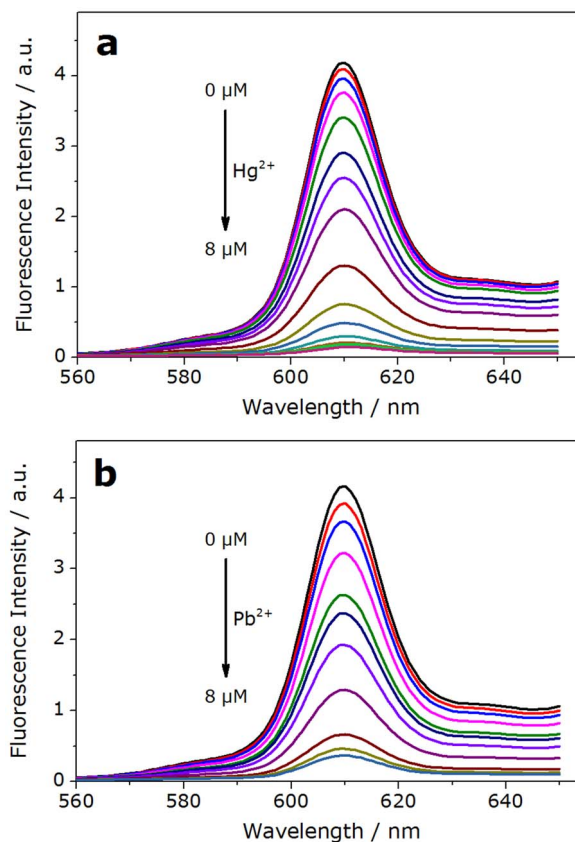 a
Fluorescence Intensity / a.u.
4
3
2
1
0
0 µM
Hg²⁺
8 µM
560 580 600 620 640
Wavelength / nm
b
Fluorescence Intensity / a.u.
4
3
2
1
0
0 µM
Pb²⁺
8 µM
560 580 600 620 640
Wavelength / nm